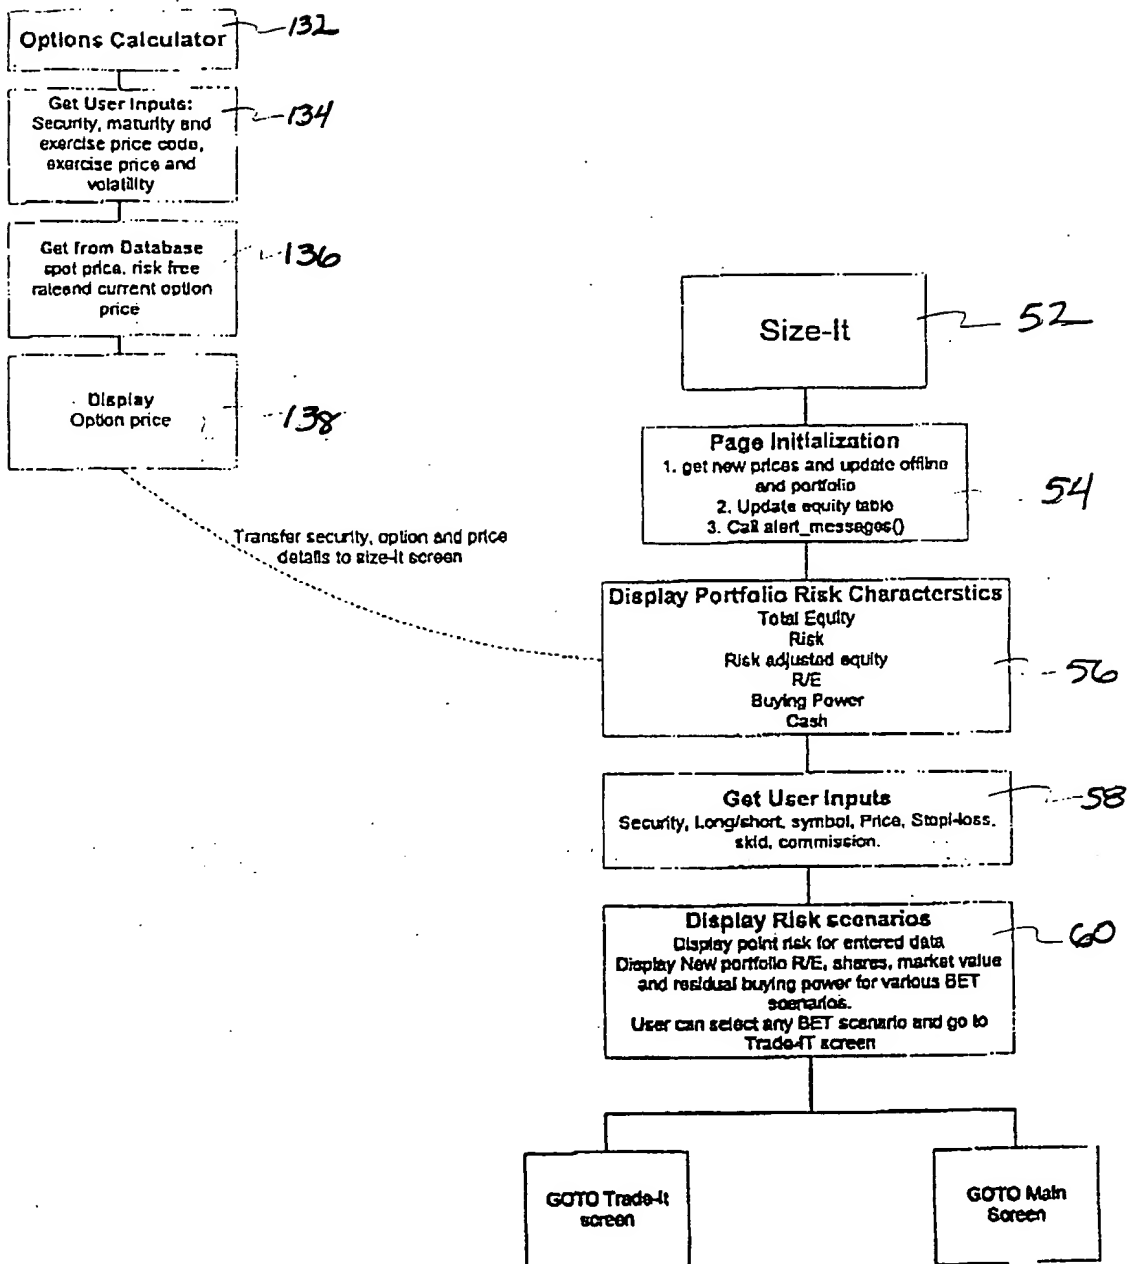 Options Calculator
132
Get User Inputs:
Security, maturity and
exercise price code,
exercise price and
volatility
134
Get from Database
spot price, risk free
rateand current option
price
136
Display
Option price
138
Transfer security, option and price
details to size-It screen
Size-It
52
Page Initialization
1. get new prices and update offline
and portfolio
2. Update equity table
3. Call alert_messages()
54
Display Portfolio Risk Characterstics
Total Equity
Risk
Risk adjusted equity
R/E
Buying Power
Cash
56
Get User Inputs
Security, Long/short, symbol, Price, Stopl-loss,
skid, commission.
58
Display Risk scenarios
Display point risk for entered data
Display New portfolio R/E, shares, market value
and residual buying power for various BET
scenarios.
User can select any BET scenario and go to
Trade-IT screen
60
GOTO Trade-It
screen
GOTO Main
Screen